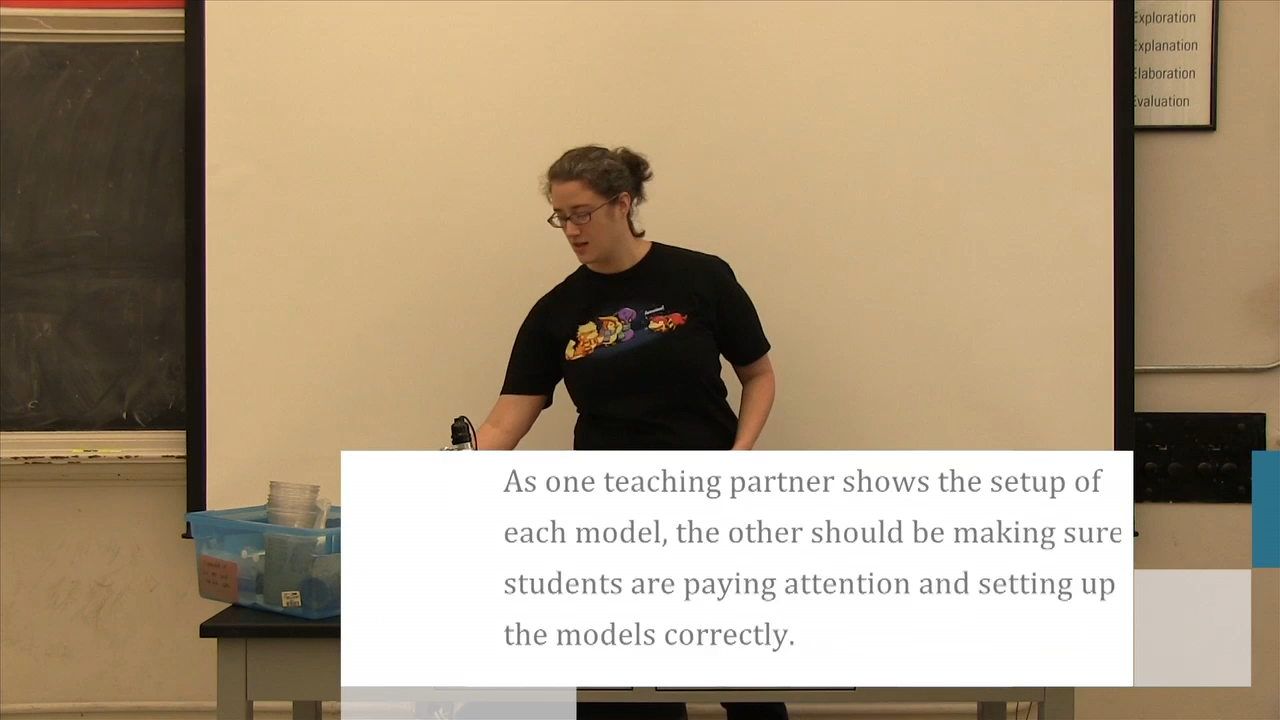 Exploration
Explanation
Elaboration
Evaluation
As one teaching partner shows the setup of
each model, the other should be making sure
students are paying attention and setting up
the models correctly.